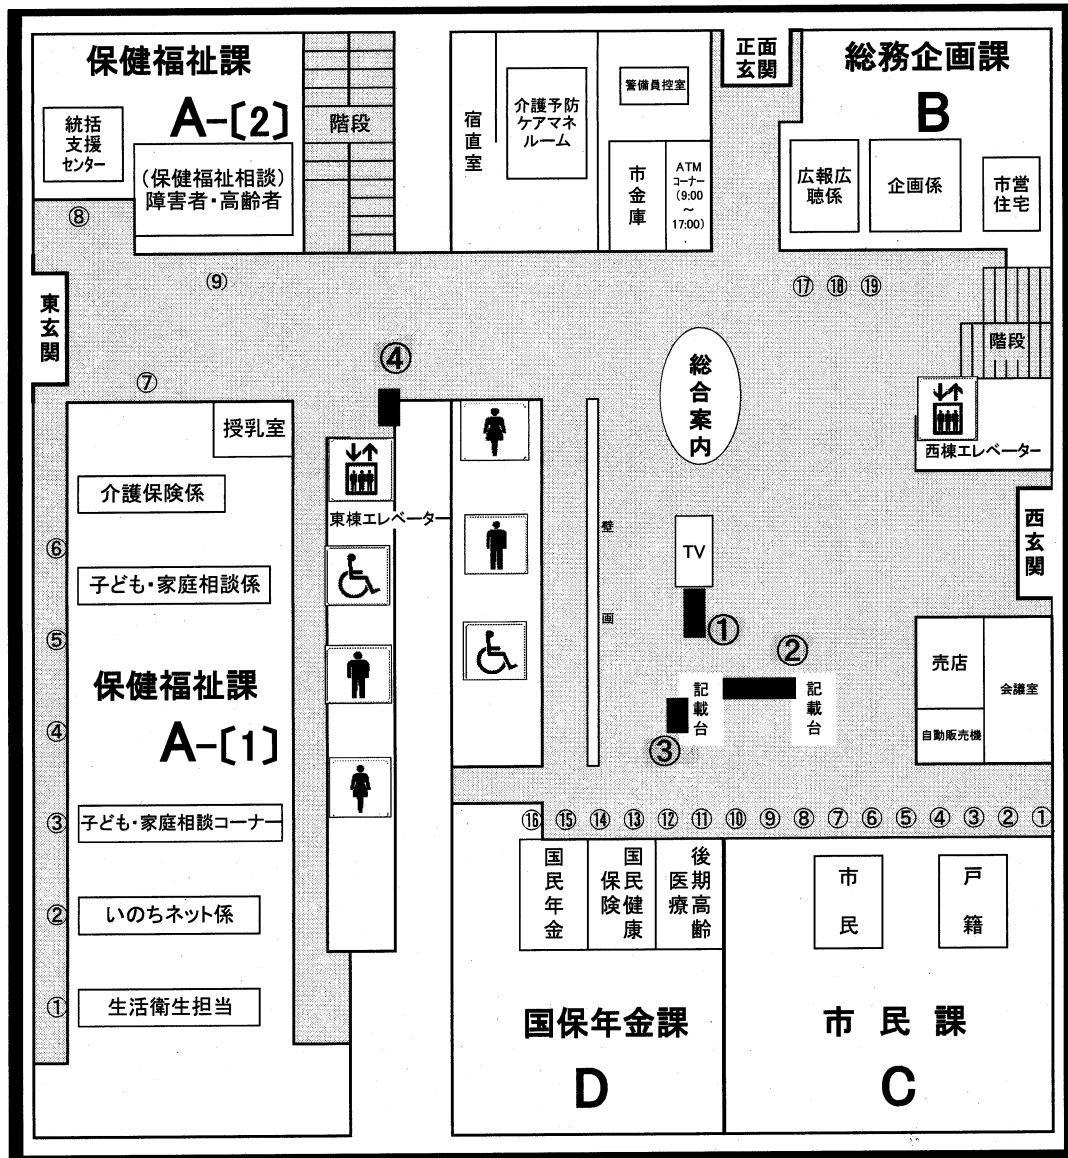 保健福祉課
A-〔2〕
統括
支援
センター
(保健福祉相談)
障害者・高齢者
階段
⑧
⑨
宿直室
介護予防
ケアマネ
ルーム
警備員控室
市金庫
ATM
コーナー
(9:00
~
17:00)
正面
玄関
総務企画課
B
広報広
聴係
企画係
市営
住宅
⑰ ⑱ ⑲
階段
東玄関
⑦
④
総合案内
西棟エレベーター
西玄関
授乳室
介護保険係
⑥
子ども・家庭相談係
⑤
保健福祉課
A-〔1〕
④
③
子ども・家庭相談コーナー
②
いのちネット係
①
生活衛生担当
東棟エレベーター
壁画
TV
①
②
記載台
記載台
③
売店
自動販売機
会議室
⑯ ⑮ ⑭ ⑬ ⑫ ⑪ ⑩ ⑨ ⑧ ⑦ ⑥ ⑤ ④ ③ ② ①
国民年金
国民健康
保険
後期高齢
医療
市民
戸籍
国保年金課
D
市民課
C